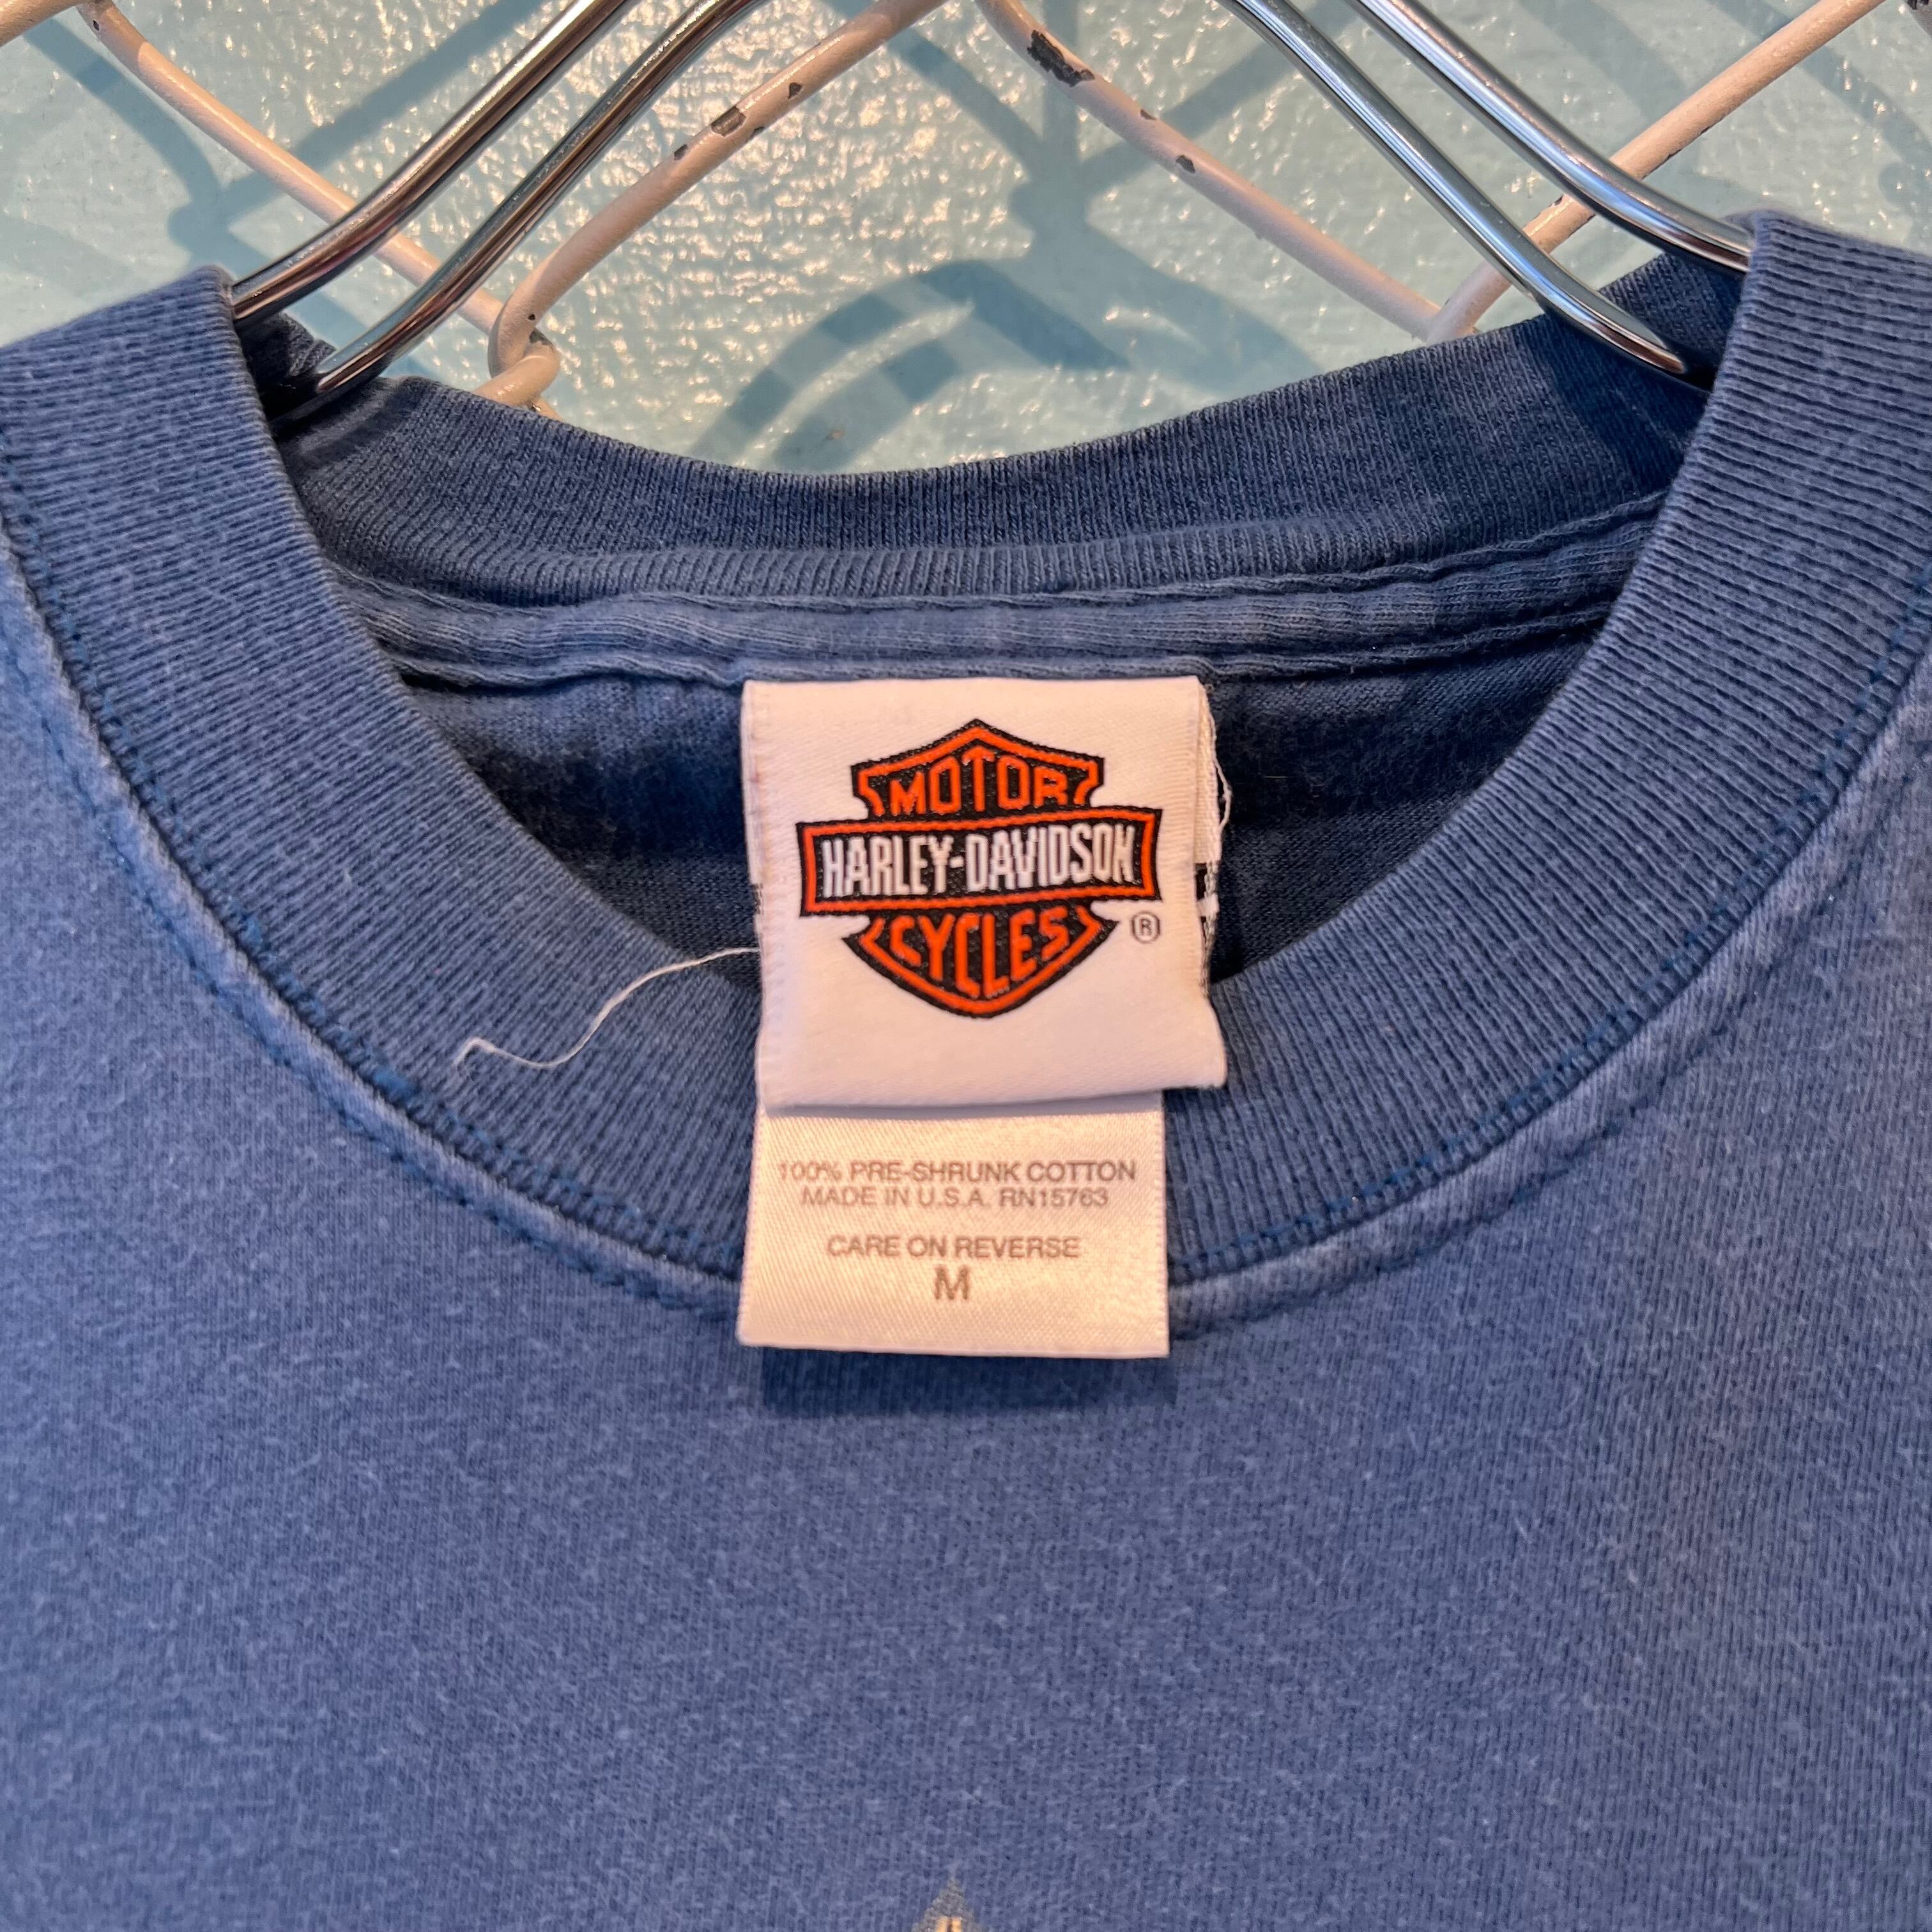 MOTOR
HARLEY-DAVIDSON
CYCLES ®
100% PRE-SHRUNK COTTON
MADE IN U.S.A. RN15763
CARE ON REVERSE
M